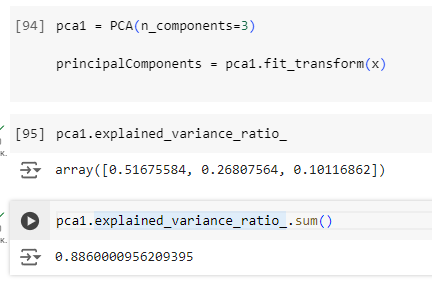 [94] pca1 = PCA(n_components=3)
principalComponents = pca1.fit_transform(x)
[95] pca1.explained_variance_ratio_
к.
array([0.51675584, 0.26807564, 0.10116862])
pca1.explained_variance_ratio_.sum()
к.
0.8860000956209395